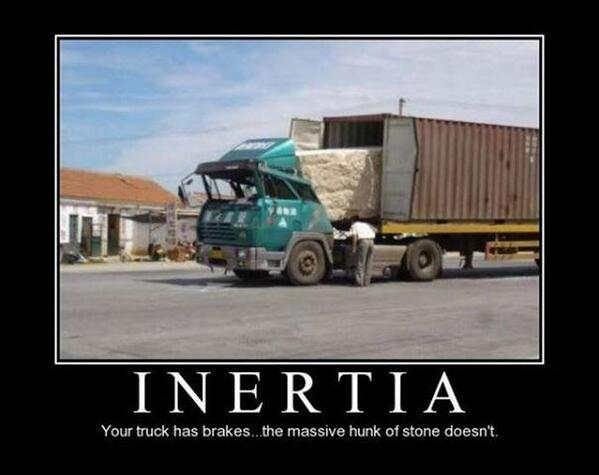 INERTIA
Your truck has brakes...the massive hunk of stone doesn't.